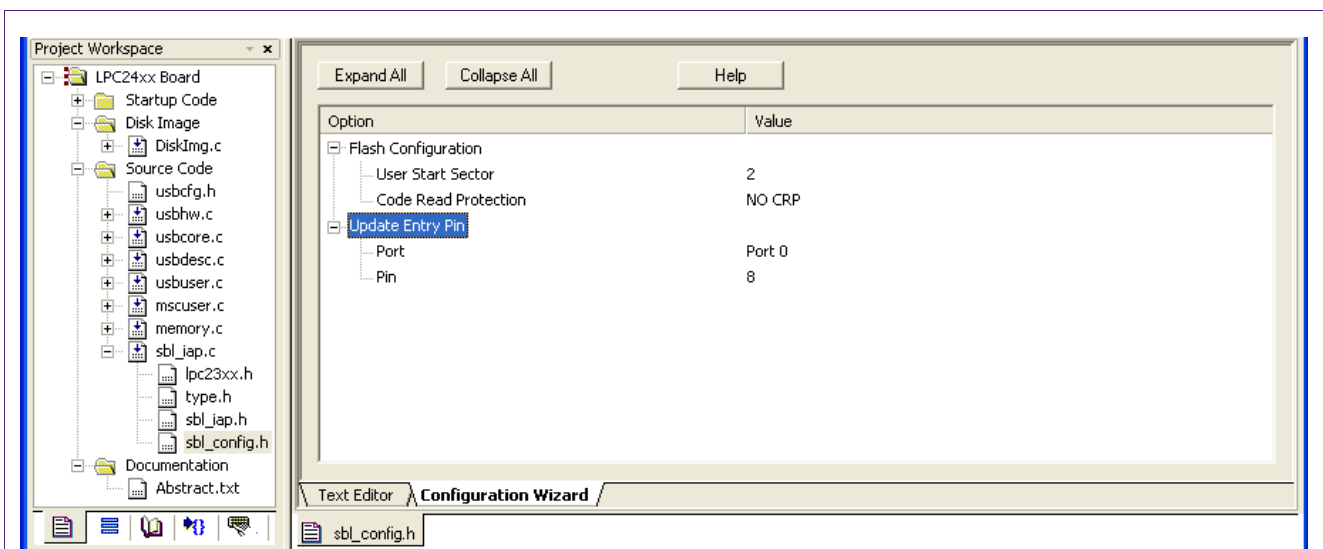 Project Workspace
LPC24xx Board
Startup Code
Disk Image
DiskImg.c
Source Code
usbcfg.h
usbhw.c
usbcore.c
usbdesc.c
usbuser.c
mscuser.c
memory.c
sbl_iap.c
lpc23xx.h
type.h
sbl_iap.h
sbl_config.h
Documentation
Abstract.txt
Expand All Collapse All Help
Option Value
Flash Configuration
User Start Sector 2
Code Read Protection NO CRP
Update Entry Pin
Port Port 0
Pin 8
Text Editor Configuration Wizard
sbl_config.h